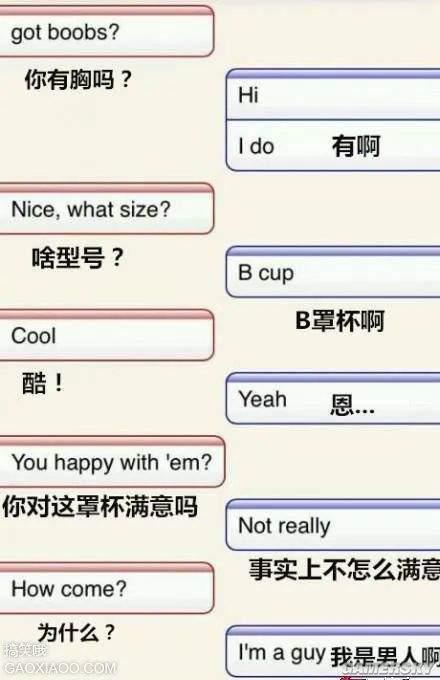 got boobs?
你有胸吗？
Hi
I do 有啊
Nice, what size?
啥型号？
B cup
B罩杯啊
Cool
酷！
Yeah 恩...
You happy with 'em?
你对这罩杯满意吗
Not really
事实上不怎么满意
How come?
为什么？
I'm a guy 我是男人啊
搞笑哦
GAOXIAOO.COM
GAMERSKY